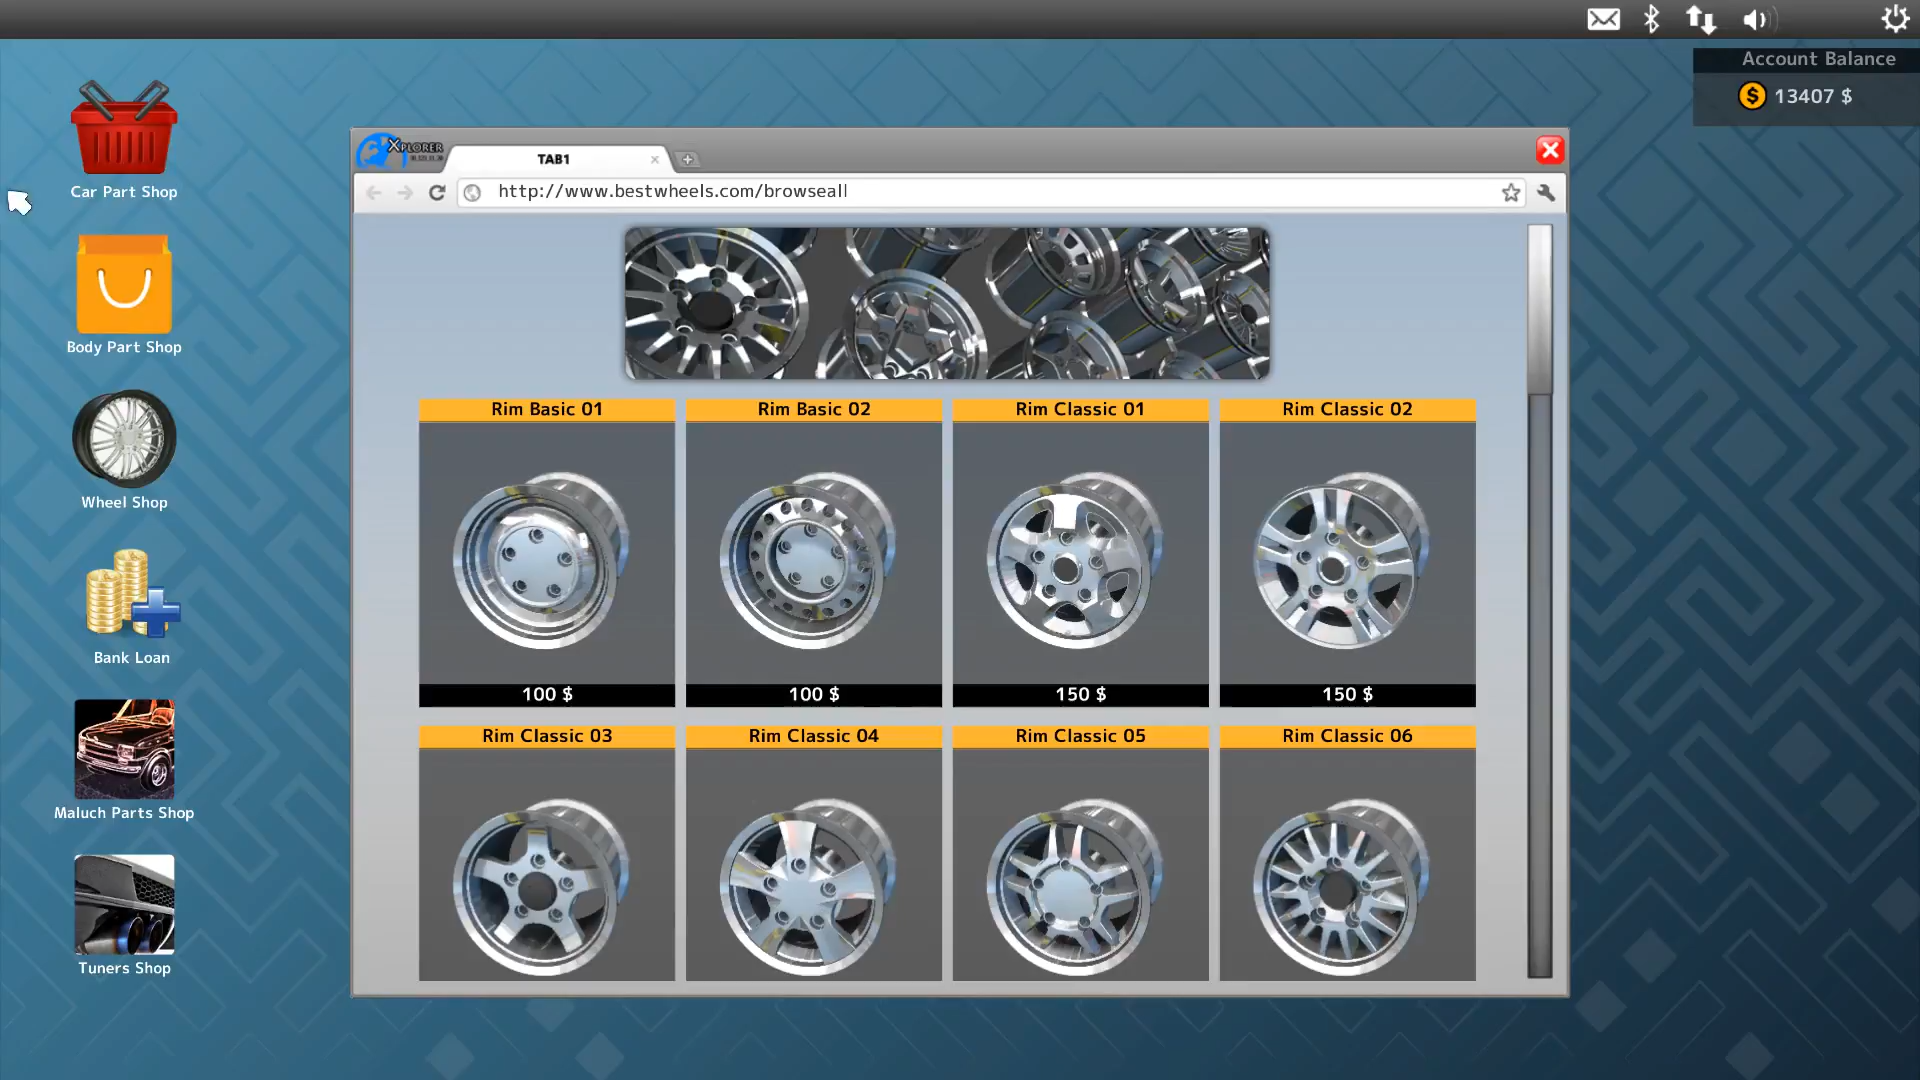 Account Balance
$ 13407 $
Car Part Shop
Body Part Shop
Wheel Shop
Bank Loan
Maluch Parts Shop
Tuners Shop
XPLORER
TAB1
http://www.bestwheels.com/browseall
Rim Basic 01
Rim Basic 02
Rim Classic 01
Rim Classic 02
100 $
100 $
150 $
150 $
Rim Classic 03
Rim Classic 04
Rim Classic 05
Rim Classic 06